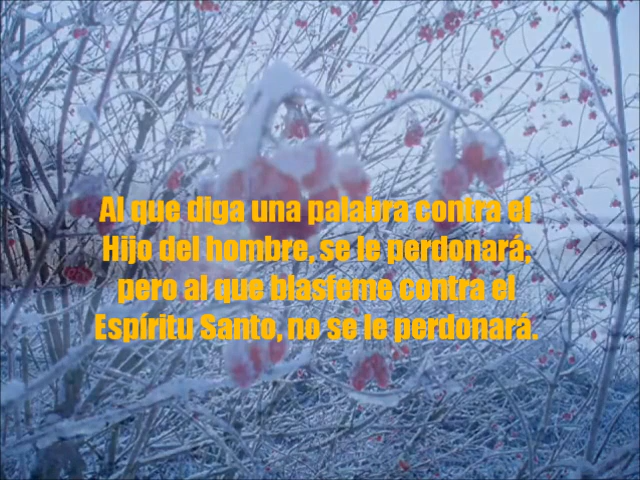 Al que diga una palabra contra el
Hijo del hombre, se le perdonará;
pero al que blasfeme contra el
Espíritu Santo, no se le perdonará.